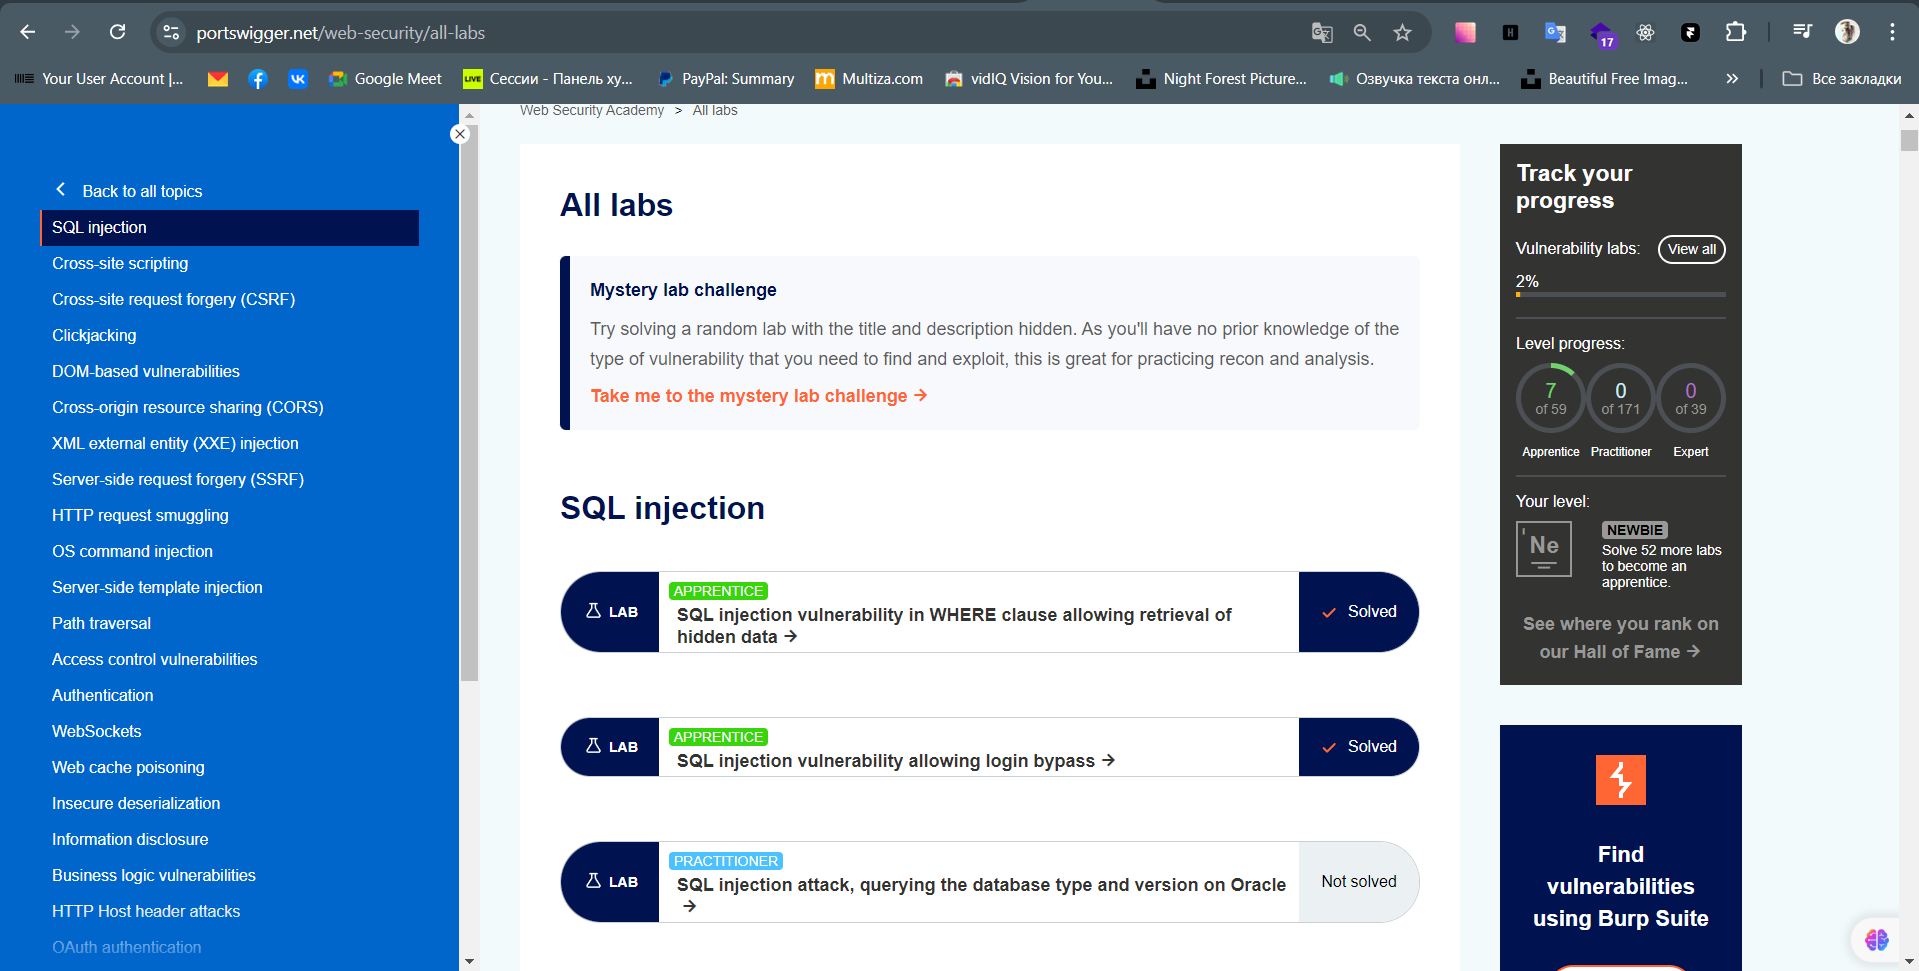 portswigger.net/web-security/all-labs
17
Your User Account |...
Google Meet
LIVE
Сессии - Панель ху...
PayPal: Summary
Multiza.com
vidIQ Vision for You...
Night Forest Picture...
Озвучка текста онл...
Beautiful Free Imag...
»
Все закладки
Back to all topics
SQL injection
Cross-site scripting
Cross-site request forgery (CSRF)
Clickjacking
DOM-based vulnerabilities
Cross-origin resource sharing (CORS)
XML external entity (XXE) injection
Server-side request forgery (SSRF)
HTTP request smuggling
OS command injection
Server-side template injection
Path traversal
Access control vulnerabilities
Authentication
WebSockets
Web cache poisoning
Insecure deserialization
Information disclosure
Business logic vulnerabilities
HTTP Host header attacks
OAuth authentication
Web Security Academy > All labs
All labs
Mystery lab challenge
Try solving a random lab with the title and description hidden. As you'll have no prior knowledge of the
type of vulnerability that you need to find and exploit, this is great for practicing recon and analysis.
Take me to the mystery lab challenge →
SQL injection
LAB
APPRENTICE
SQL injection vulnerability in WHERE clause allowing retrieval of
hidden data →
Solved
LAB
APPRENTICE
SQL injection vulnerability allowing login bypass →
Solved
LAB
PRACTITIONER
SQL injection attack, querying the database type and version on Oracle
→
Not solved
Track your
progress
Vulnerability labs:
View all
2%
Level progress:
7
of 59
0
of 171
0
of 39
Apprentice
Practitioner
Expert
Your level:
Ne
NEWBIE
Solve 52 more labs
to become an
apprentice.
See where you rank on
our Hall of Fame →
Find
vulnerabilities
using Burp Suite